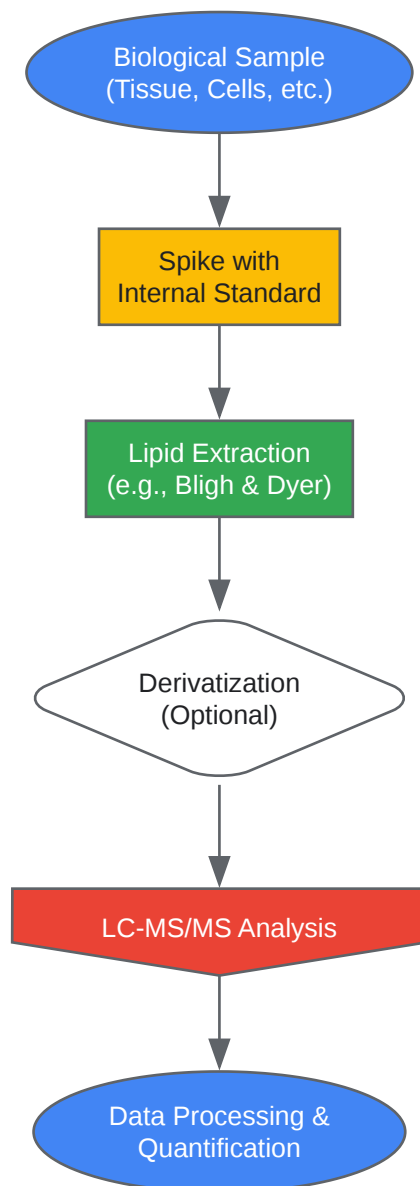 Biological Sample
(Tissue, Cells, etc.)
Spike with
Internal Standard
Lipid Extraction
(e.g., Bligh & Dyer)
Derivatization
(Optional)
LC-MS/MS Analysis
Data Processing &
Quantification